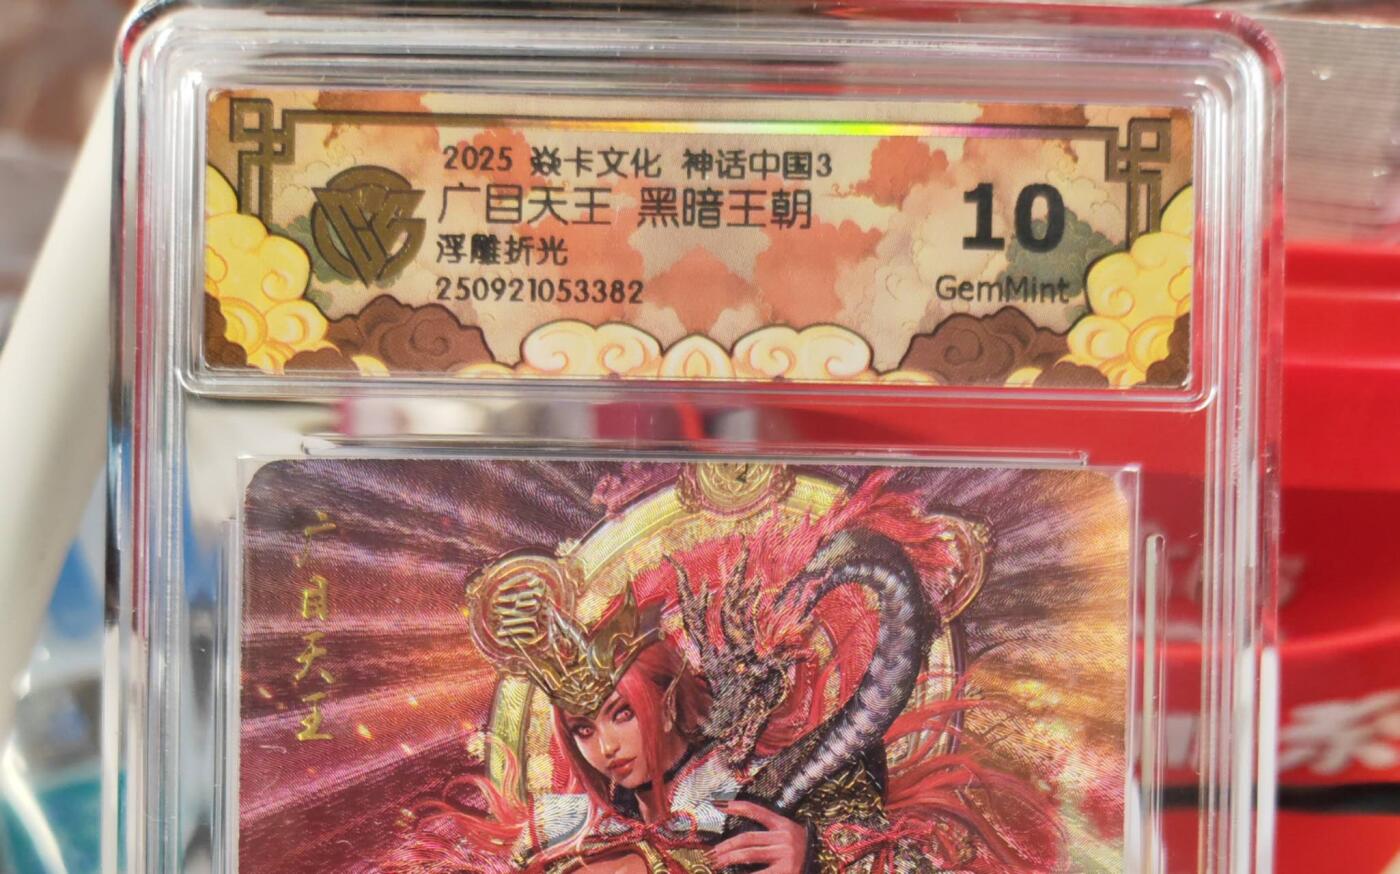 2025 焱卡文化 神话中国3
广目天王 黑暗王朝
浮雕折光
250921053382
10
GemMint
广目天王